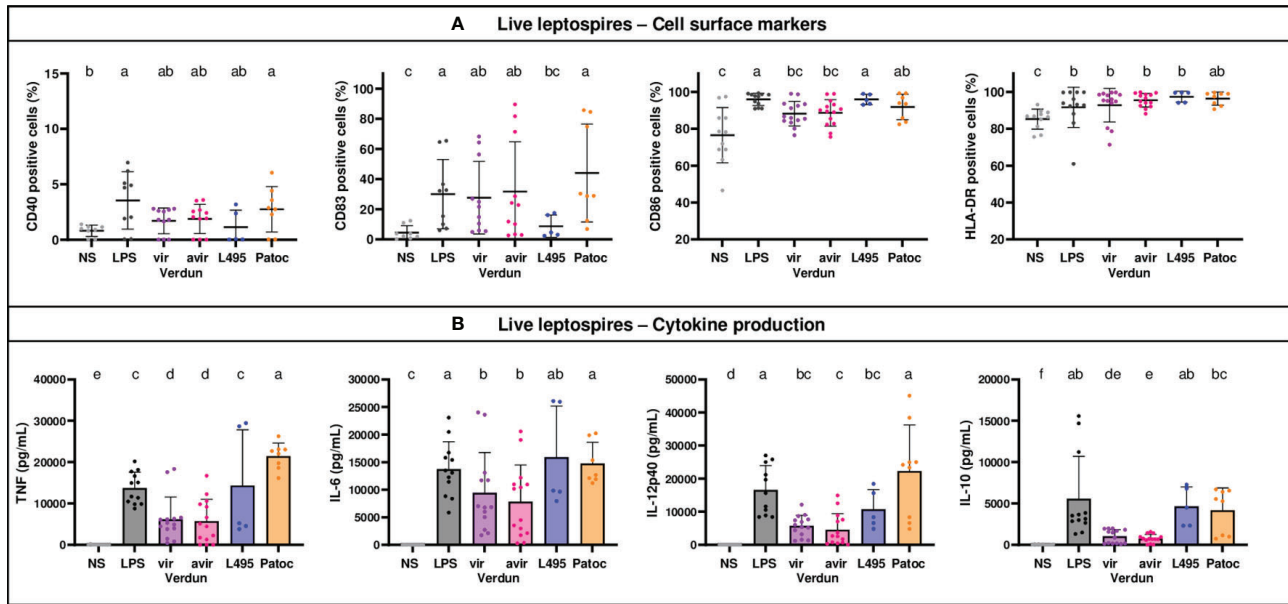 A Live leptospires – Cell surface markers
b a ab ab ab a
CD40 positive cells (%)
15
10
5
0
NS LPS vir avir L495 Patoc
Verdun
c a ab ab bc a
CD83 positive cells (%)
100
80
60
40
20
0
NS LPS vir avir L495 Patoc
Verdun
c a bc bc a ab
CD86 positive cells (%)
100
80
60
40
20
NS LPS vir avir L495 Patoc
Verdun
c b b b b ab
HLA-DR positive cells (%)
100
80
60
40
20
NS LPS vir avir L495 Patoc
Verdun
B Live leptospires – Cytokine production
e c d d c a
TNF (pg/mL)
40000
30000
20000
10000
0
NS LPS vir avir L495 Patoc
Verdun
c a b b ab a
IL-6 (pg/mL)
30000
25000
20000
15000
10000
5000
0
NS LPS vir avir L495 Patoc
Verdun
d a bc c bc a
IL-12p40 (pg/mL)
50000
40000
30000
20000
10000
0
NS LPS vir avir L495 Patoc
Verdun
f ab de e ab bc
IL-10 (pg/mL)
20000
15000
10000
5000
0
NS LPS vir avir L495 Patoc
Verdun